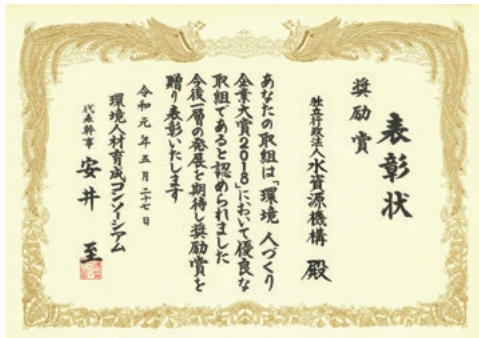 表彰状
奨励賞
独立行政法人水資源機構 殿
あなたの取組は「環境 人づくり
企業大賞2018」において優良な
取組であると認められました
今後一層の発展を期待し奨励賞を
贈り表彰いたします
令和元年五月二十七日
環境人材育成コンソーシアム
代表幹事 安井 至